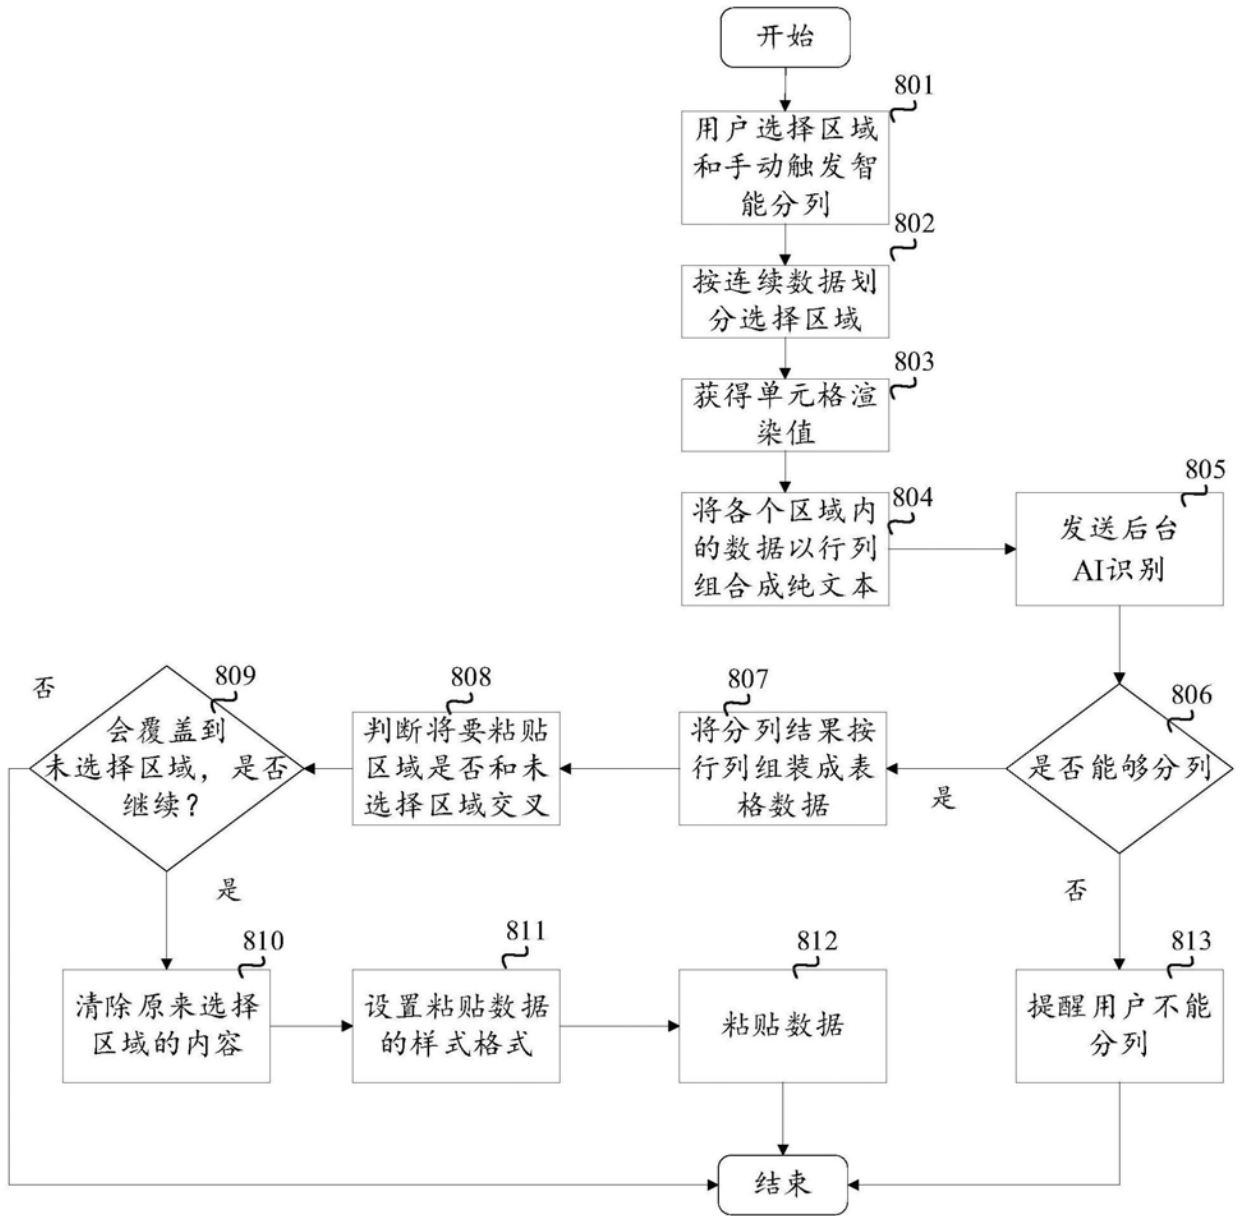 开始
801
用户选择区域
和手动触发智
能分列
802
按连续数据划
分选择区域
803
获得单元格渲
染值
804
将各个区域内
的数据以行列
组合成纯文本
805
发送后台
AI识别
806
是否能够分列
是
否
807
将分列结果按
行列组装成表
格数据
808
判断将要粘贴
区域是否和未
选择区域交叉
809
会覆盖到
未选择区域，是否
继续？
否
是
810
清除原来选择
区域的内容
811
设置粘贴数据
的样式格式
812
粘贴数据
813
提醒用户不能
分列
结束